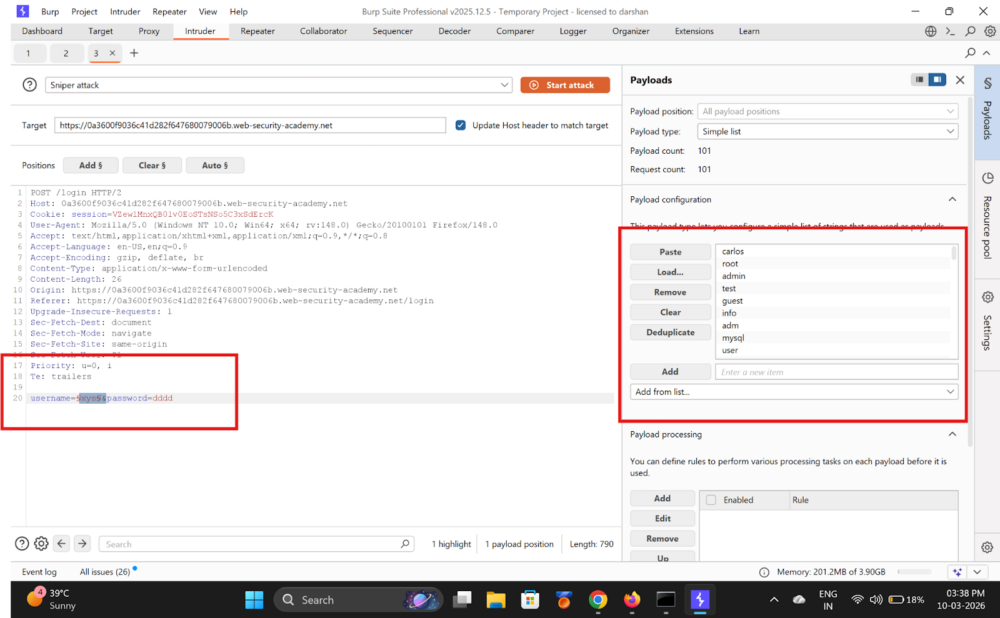 Burp Project Intruder Repeater View Help Burp Suite Professional v2025.12.5 - Temporary Project - licensed to darshan
Dashboard Target Proxy Intruder Repeater Collaborator Sequencer Decoder Comparer Logger Organizer Extensions Learn
1 2 3
Sniper attack Start attack
Target https://0a3600f9036c41d282f647680079006b.web-security-academy.net Update Host header to match target
Positions Add § Clear § Auto §
1 POST /login HTTP/2
2 Host: 0a3600f9036c41d282f647680079006b.web-security-academy.net
3 Cookie: session=VZewlMnxQB0lv0EoSTsNSo5C3xSdErcK
4 User-Agent: Mozilla/5.0 (Windows NT 10.0; Win64; x64; rv:148.0) Gecko/20100101 Firefox/148.0
5 Accept: text/html,application/xhtml+xml,application/xml;q=0.9,*/*;q=0.8
6 Accept-Language: en-US,en;q=0.9
7 Accept-Encoding: gzip, deflate, br
8 Content-Type: application/x-www-form-urlencoded
9 Content-Length: 26
10 Origin: https://0a3600f9036c41d282f647680079006b.web-security-academy.net
11 Referer: https://0a3600f9036c41d282f647680079006b.web-security-academy.net/login
12 Upgrade-Insecure-Requests: 1
13 Sec-Fetch-Dest: document
14 Sec-Fetch-Mode: navigate
15 Sec-Fetch-Site: same-origin
16 Sec-Fetch-User: ?1
17 Priority: u=0, i
18 Te: trailers
19
20 username=§xys§&password=dddd
Search 1 highlight 1 payload position Length: 790
Payloads
Payload position: All payload positions
Payload type: Simple list
Payload count: 101
Request count: 101
Payload configuration
This payload type lets you configure a simple list of strings that are used as payloads.
Paste
Load...
Remove
Clear
Deduplicate
carlos
root
admin
test
guest
info
adm
mysql
user
Add Enter a new item
Add from list...
Payload processing
You can define rules to perform various processing tasks on each payload before it is
used.
Add
Edit
Remove
Up
Enabled Rule
§
Payloads
Resource pool
Settings
Event log All issues (26) Memory: 201.2MB of 3.90GB
4 39°C
Sunny
Search
ENG
IN
18%
03:38 PM
10-03-2026